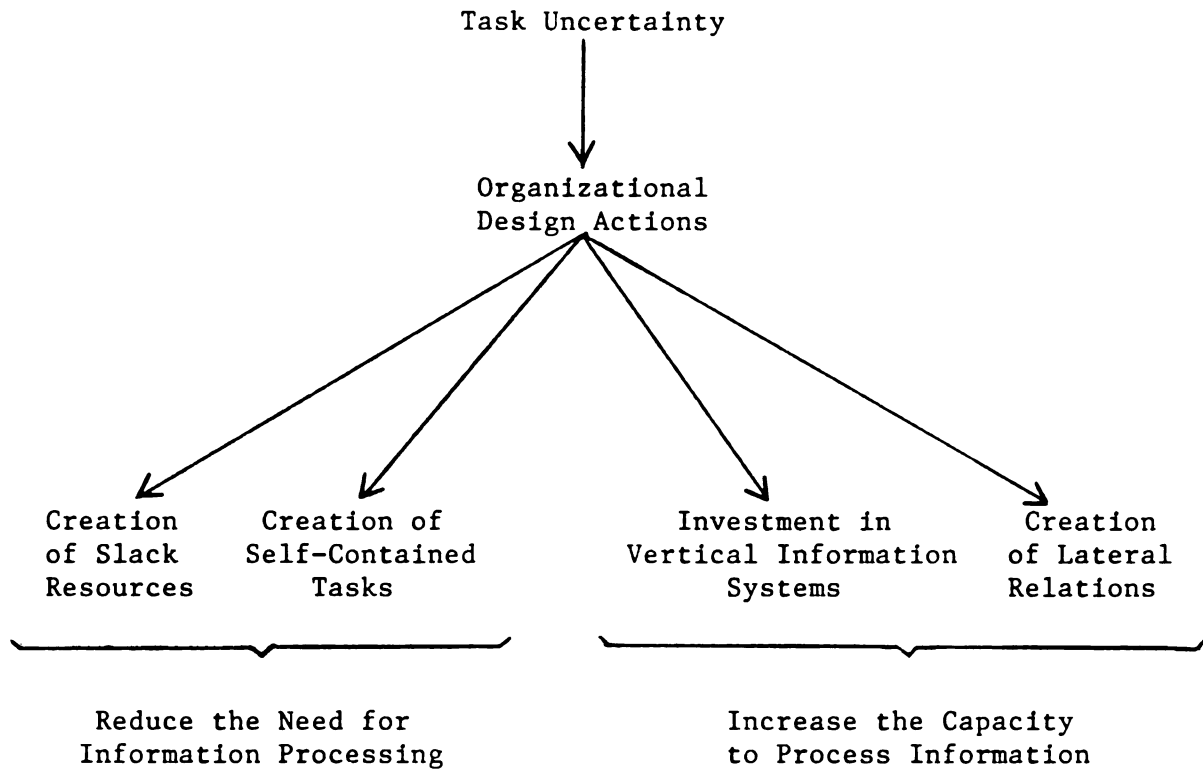 Task Uncertainty
Organizational
Design Actions
Creation
of Slack
Resources
Creation of
Self-Contained
Tasks
Investment in
Vertical Information
Systems
Creation
of Lateral
Relations
Reduce the Need for
Information Processing
Increase the Capacity
to Process Information